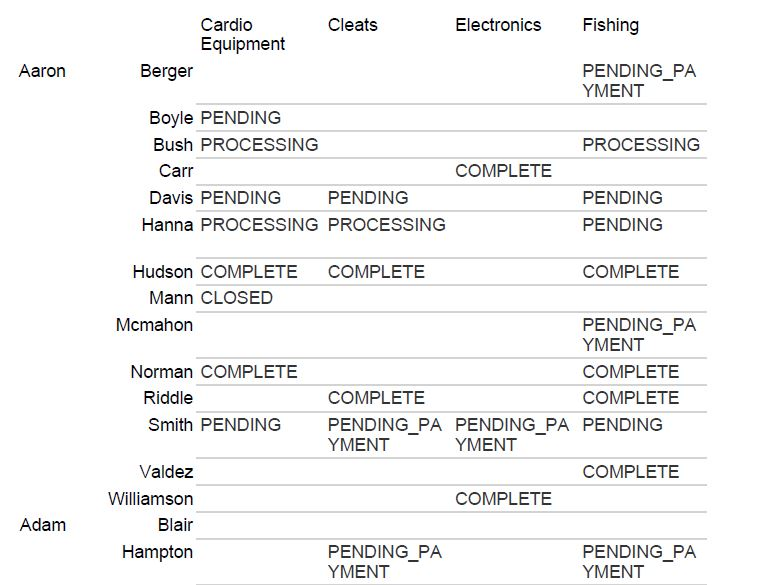 Cardio Cleats Electronics Fishing
Equipment
Aaron Berger PENDING_PA
YMENT
Boyle PENDING
Bush PROCESSING PROCESSING
Carr COMPLETE
Davis PENDING PENDING PENDING
Hanna PROCESSING PROCESSING PENDING
Hudson COMPLETE COMPLETE COMPLETE
Mann CLOSED
Mcmahon PENDING_PA
YMENT
Norman COMPLETE COMPLETE
Riddle COMPLETE COMPLETE
Smith PENDING PENDING_PA PENDING_PA PENDING
YMENT YMENT
Valdez COMPLETE
Williamson COMPLETE
Adam Blair
Hampton PENDING_PA PENDING_PA
YMENT YMENT